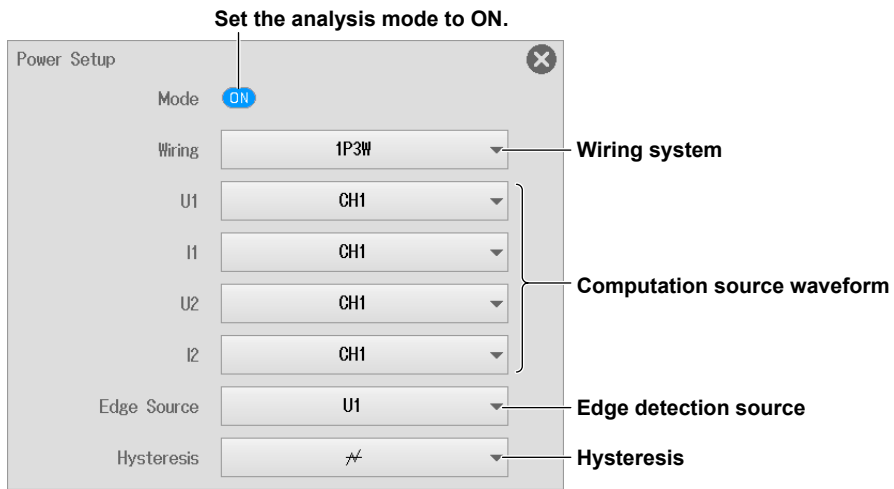 Set the analysis mode to ON.
Power Setup
Mode ON
Wiring 1P3W Wiring system
U1 CH1
I1 CH1
Computation source waveform
U2 CH1
I2 CH1
Edge Source U1 Edge detection source
Hysteresis Hysteresis